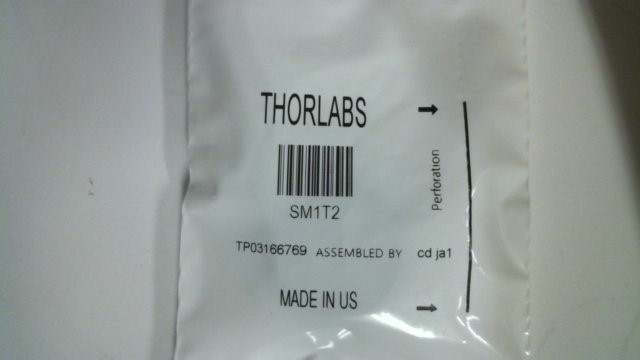 THORLABS
SM1T2
TP03166769 ASSEMBLED BY cd ja1
MADE IN US
Perforation